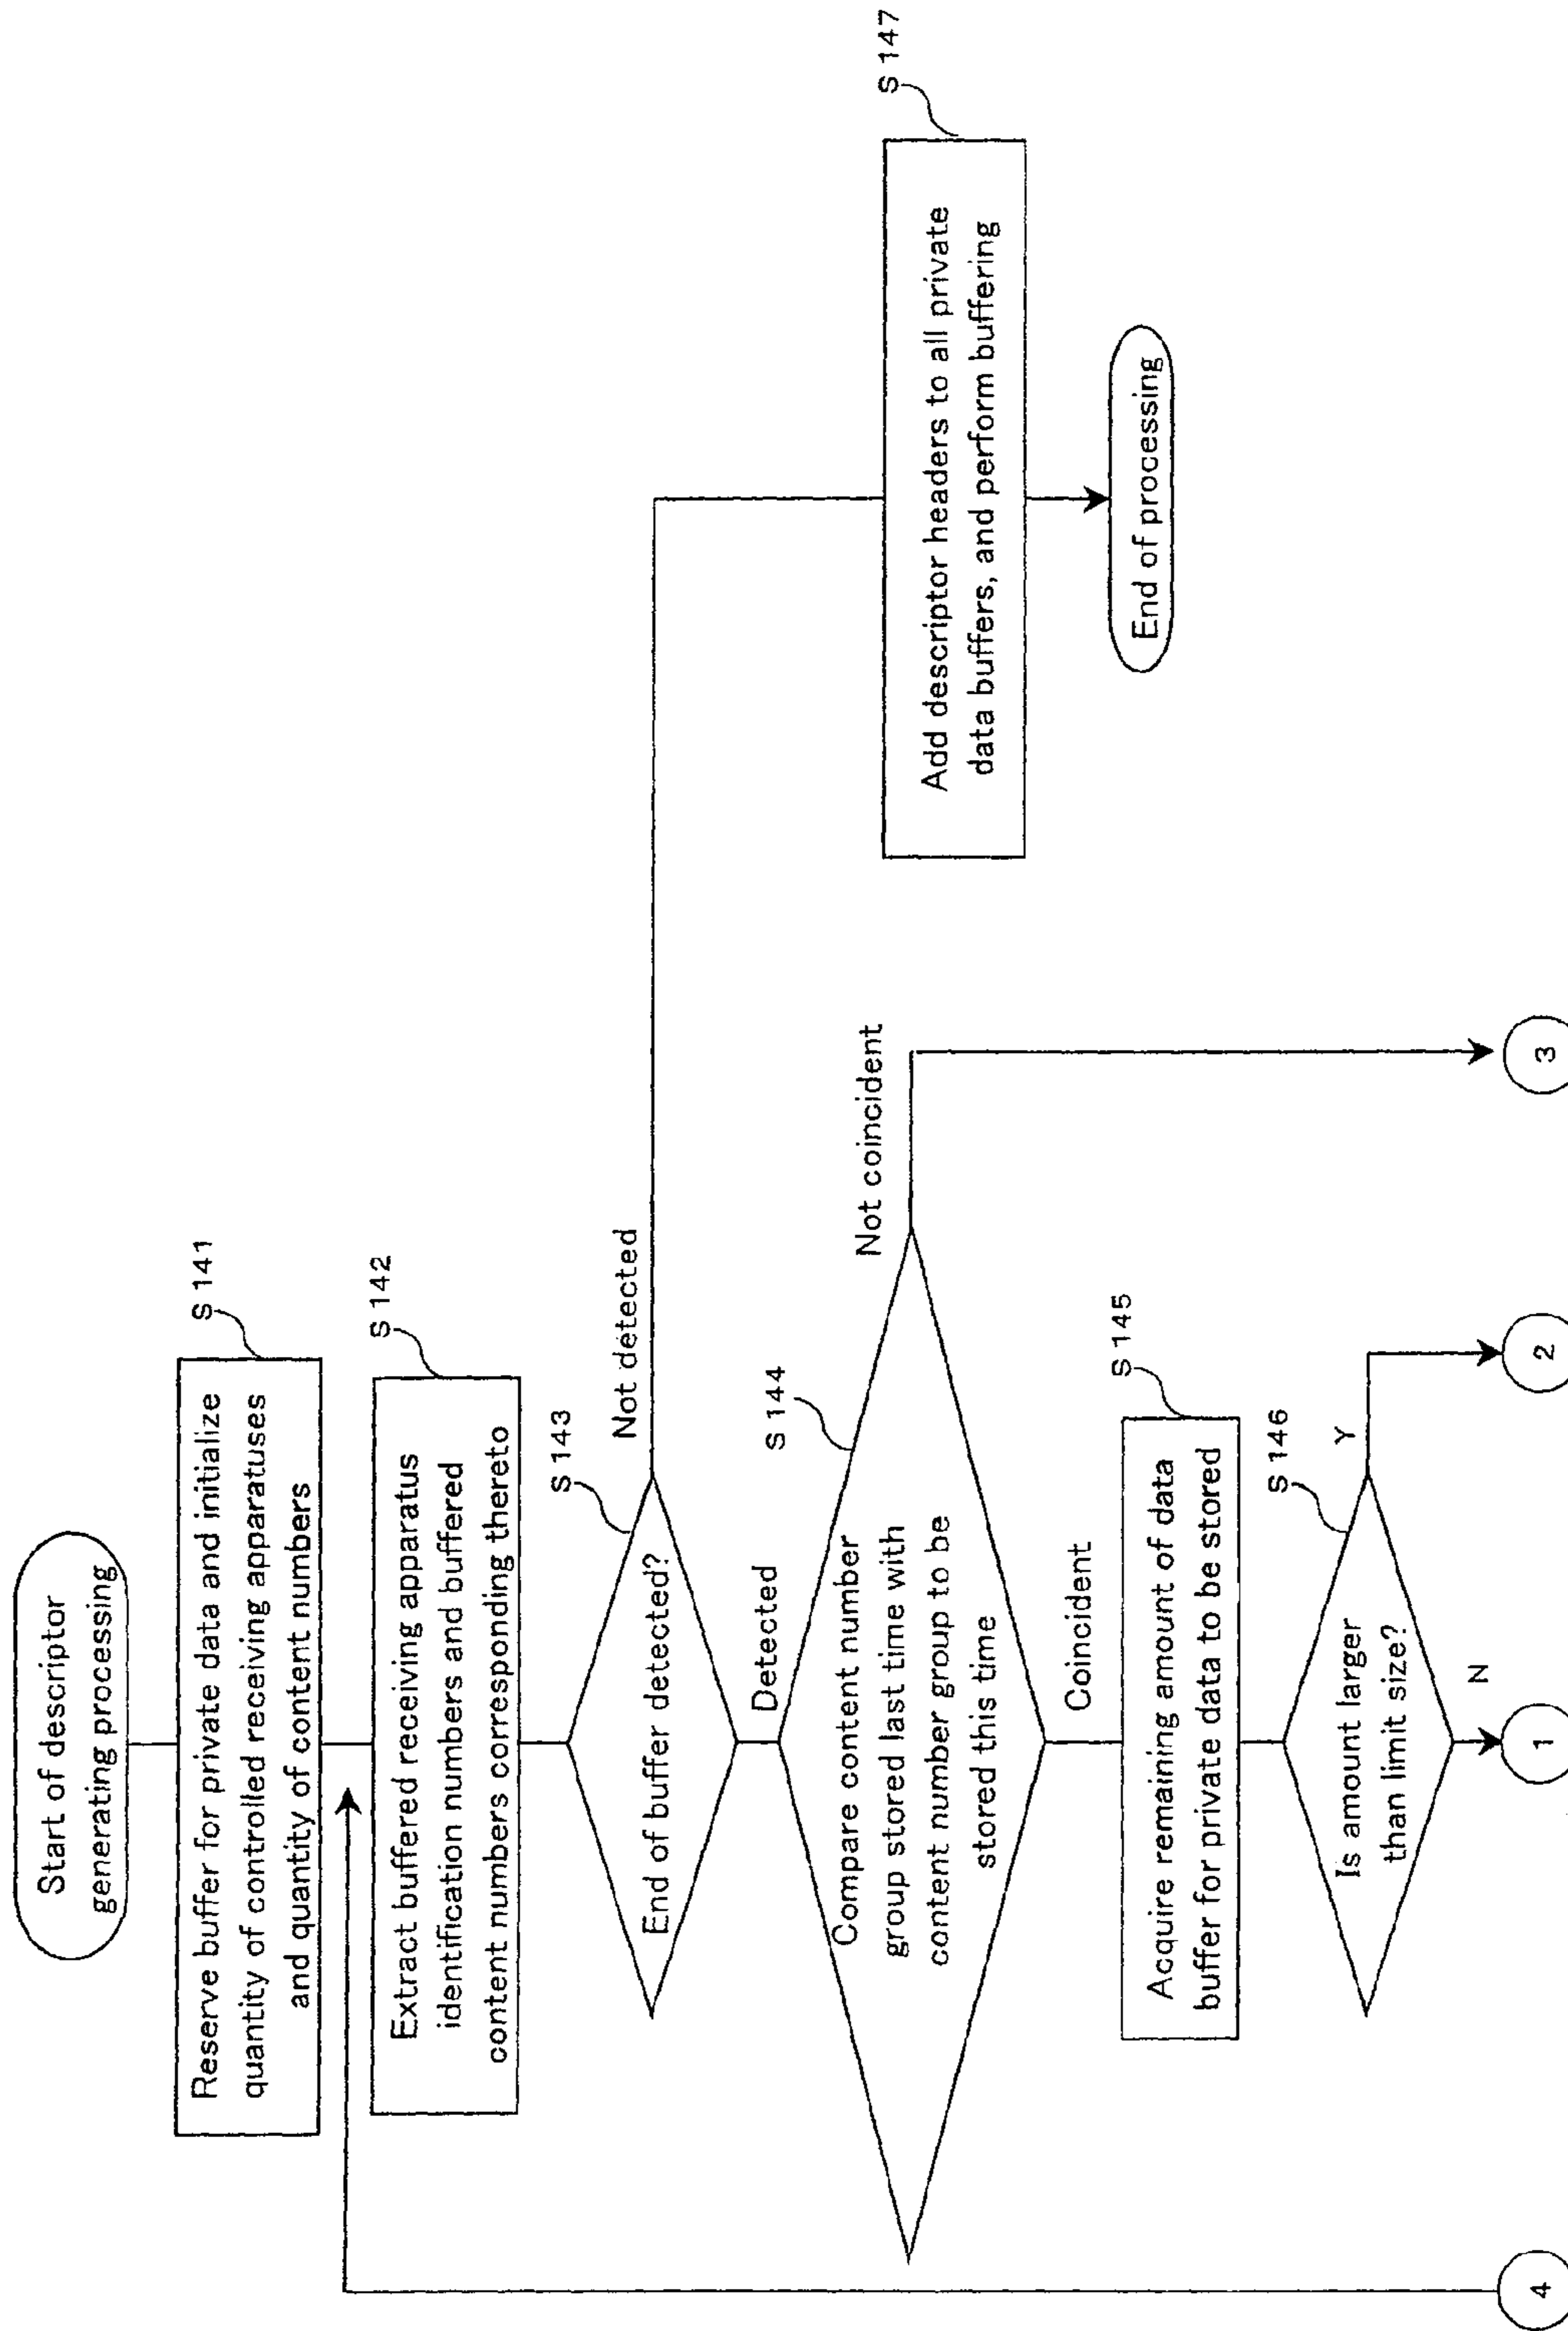 Start of descriptor
generating processing
S 141
Reserve buffer for private data and initialize
quantity of controlled receiving apparatuses
and quantity of content numbers
S 142
Extract buffered receiving apparatus
identification numbers and buffered
content numbers corresponding thereto
S 143
End of buffer detected?
Not detected
Detected
S 144
Compare content number
group stored last time with
content number group to be
stored this time
Not coincident
Coincident
S 147
Add descriptor headers to all private
data buffers, and perform buffering
End of processing
S 145
Acquire remaining amount of data
buffer for private data to be stored
S 146
Is amount larger
than limit size?
Y
N
4
1
2
3